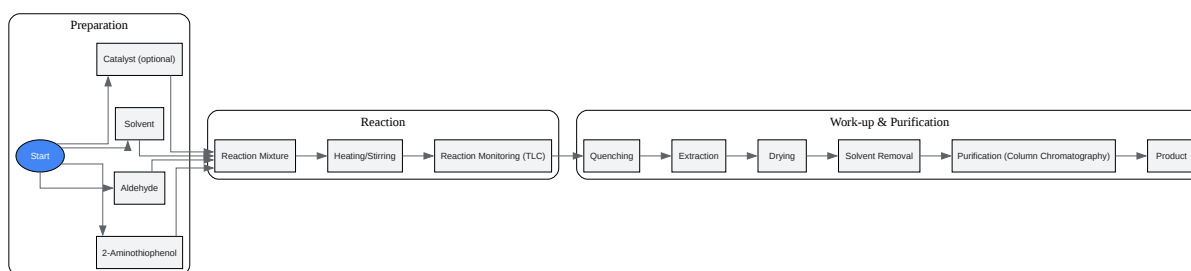 Preparation
Catalyst (optional)
Solvent
Start
Aldehyde
2-Aminothiophenol
Reaction
Reaction Mixture
Heating/Stirring
Reaction Monitoring (TLC)
Work-up & Purification
Quenching
Extraction
Drying
Solvent Removal
Purification (Column Chromatography)
Product